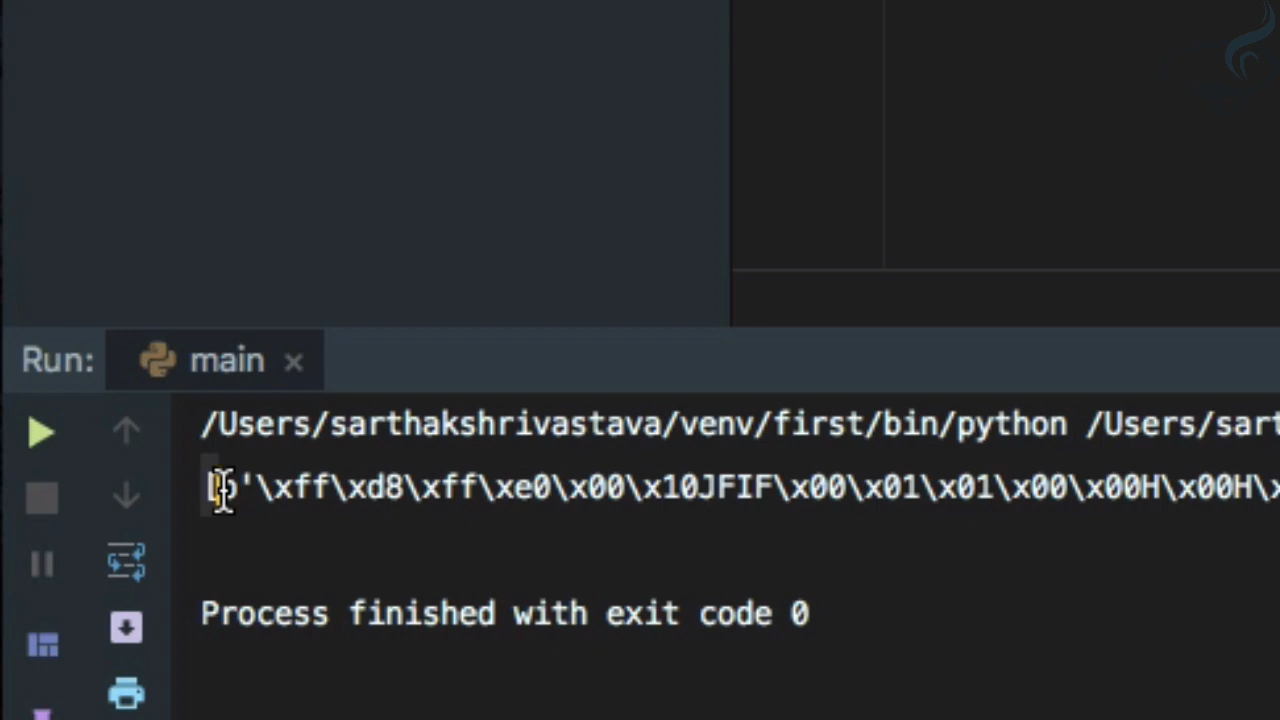 Run: main ×
/Users/sarthakshrivastava/venv/first/bin/python /Users/sart
[b'\xff\xd8\xff\xe0\x00\x10JFIF\x00\x01\x01\x00\x00H\x00H\x
Process finished with exit code 0